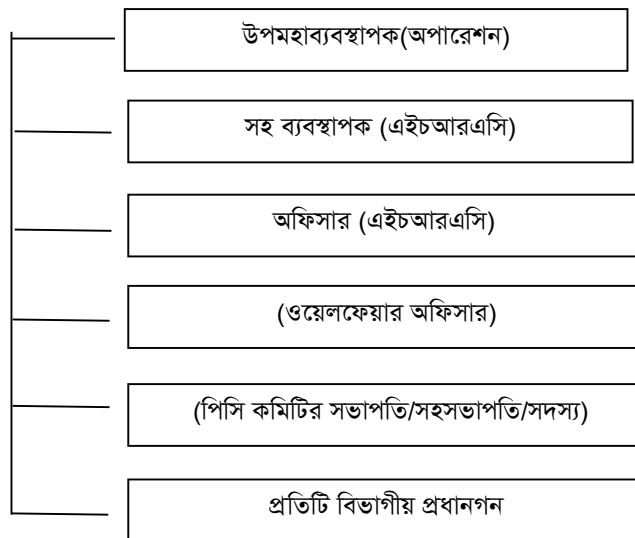 উপমহাব্যবস্থাপক(অপারেশন)
সহ ব্যবস্থাপক (এইচআরএসি)
অফিসার (এইচআরএসি)
(ওয়েলফেয়ার অফিসার)
(পিসি কমিটির সভাপতি/সহসভাপতি/সদস্য)
প্রতিটি বিভাগীয় প্রধানগন